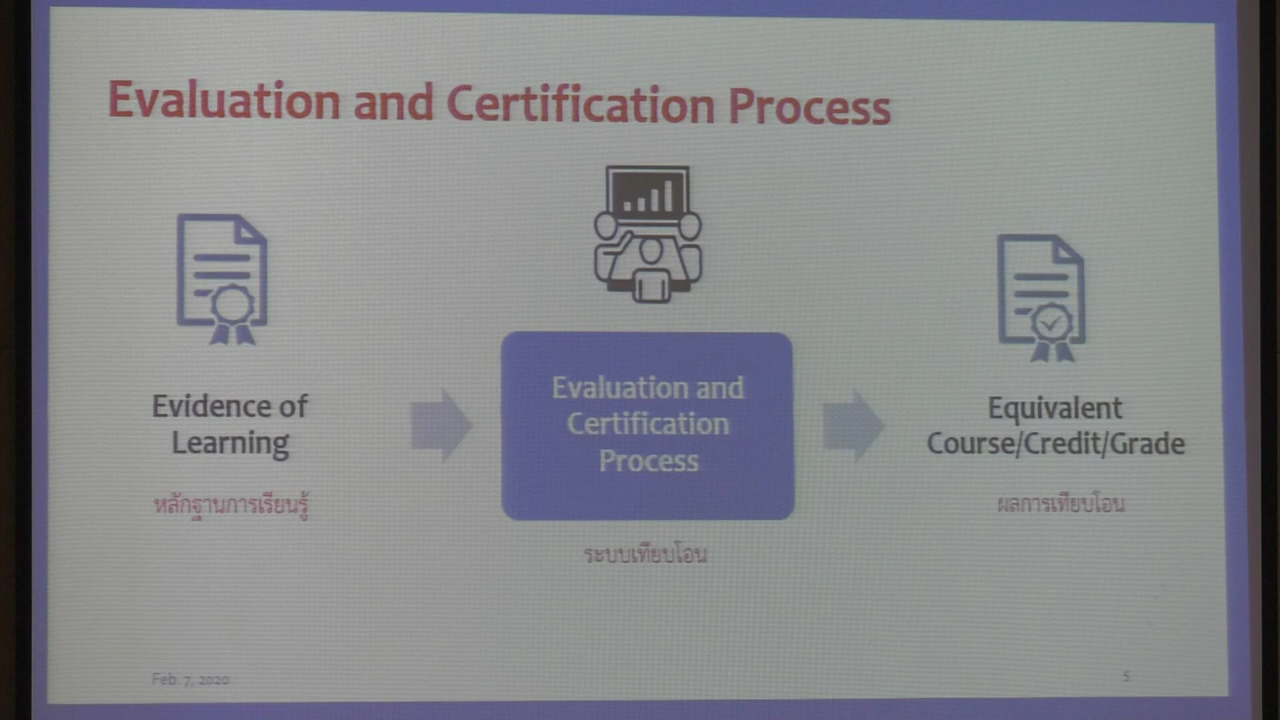 Evaluation and Certification Process
Evidence of
Learning
หลักฐานการเรียนรู้
Evaluation and
Certification
Process
ระบบเทียบโอน
Equivalent
Course/Credit/Grade
ผลการเทียบโอน
Feb. 7, 2020
5